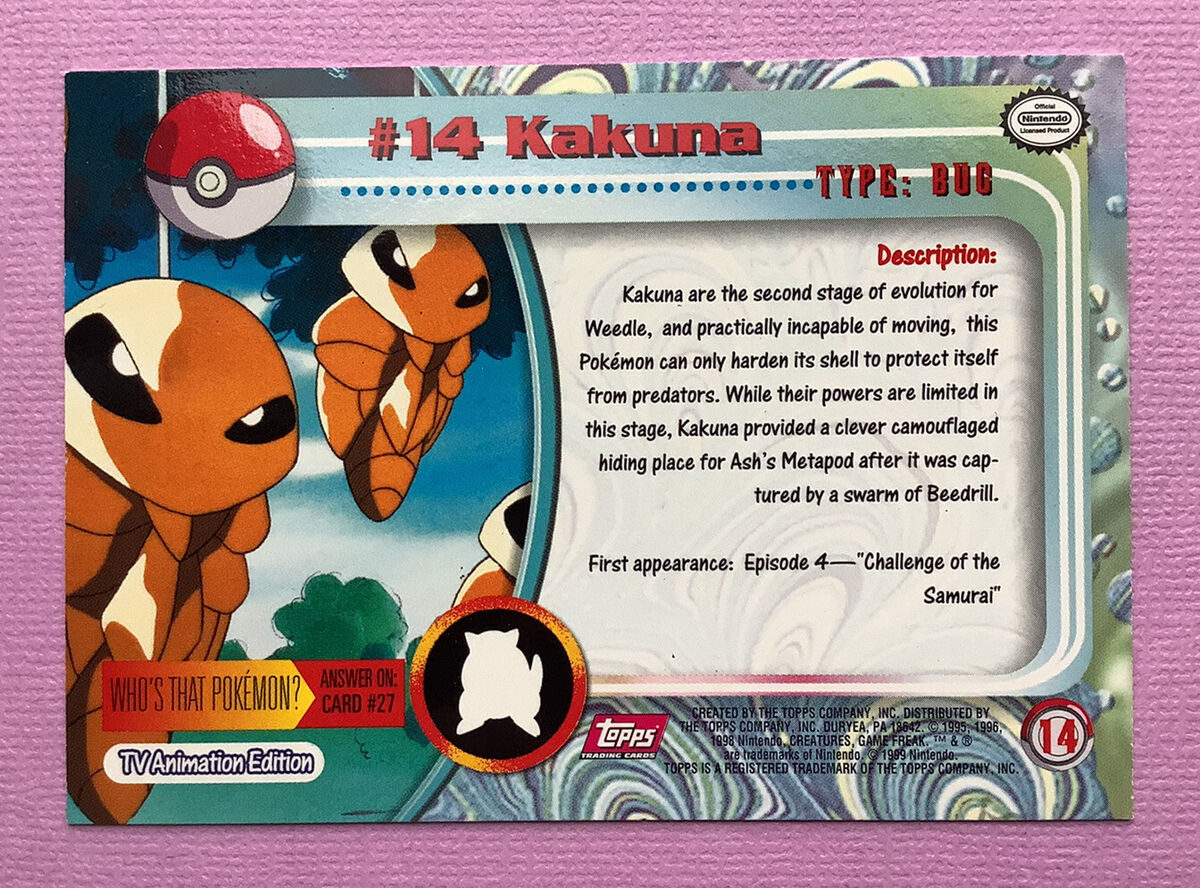 #14 Kakuna
Official
Nintendo
Licensed Product
TYPE: BUG
Description:
Kakuna are the second stage of evolution for
Weedle, and practically incapable of moving, this
Pokémon can only harden its shell to protect itself
from predators. While their powers are limited in
this stage, Kakuna provided a clever camouflaged
hiding place for Ash's Metapod after it was cap-
tured by a swarm of Beedrill.
First appearance: Episode 4—"Challenge of the
Samurai"
WHO'S THAT POKÉMON?
ANSWER ON:
CARD #27
TV Animation Edition
topps
TRADING CARDS
CREATED BY THE TOPPS COMPANY, INC. DISTRIBUTED BY
THE TOPPS COMPANY, INC. DURYEA, PA 18642. © 1995, 1996,
1998 Nintendo, CREATURES, GAME FREAK. ™ & ®
are trademarks of Nintendo. © 1999 Nintendo.
TOPPS IS A REGISTERED TRADEMARK OF THE TOPPS COMPANY, INC.
14